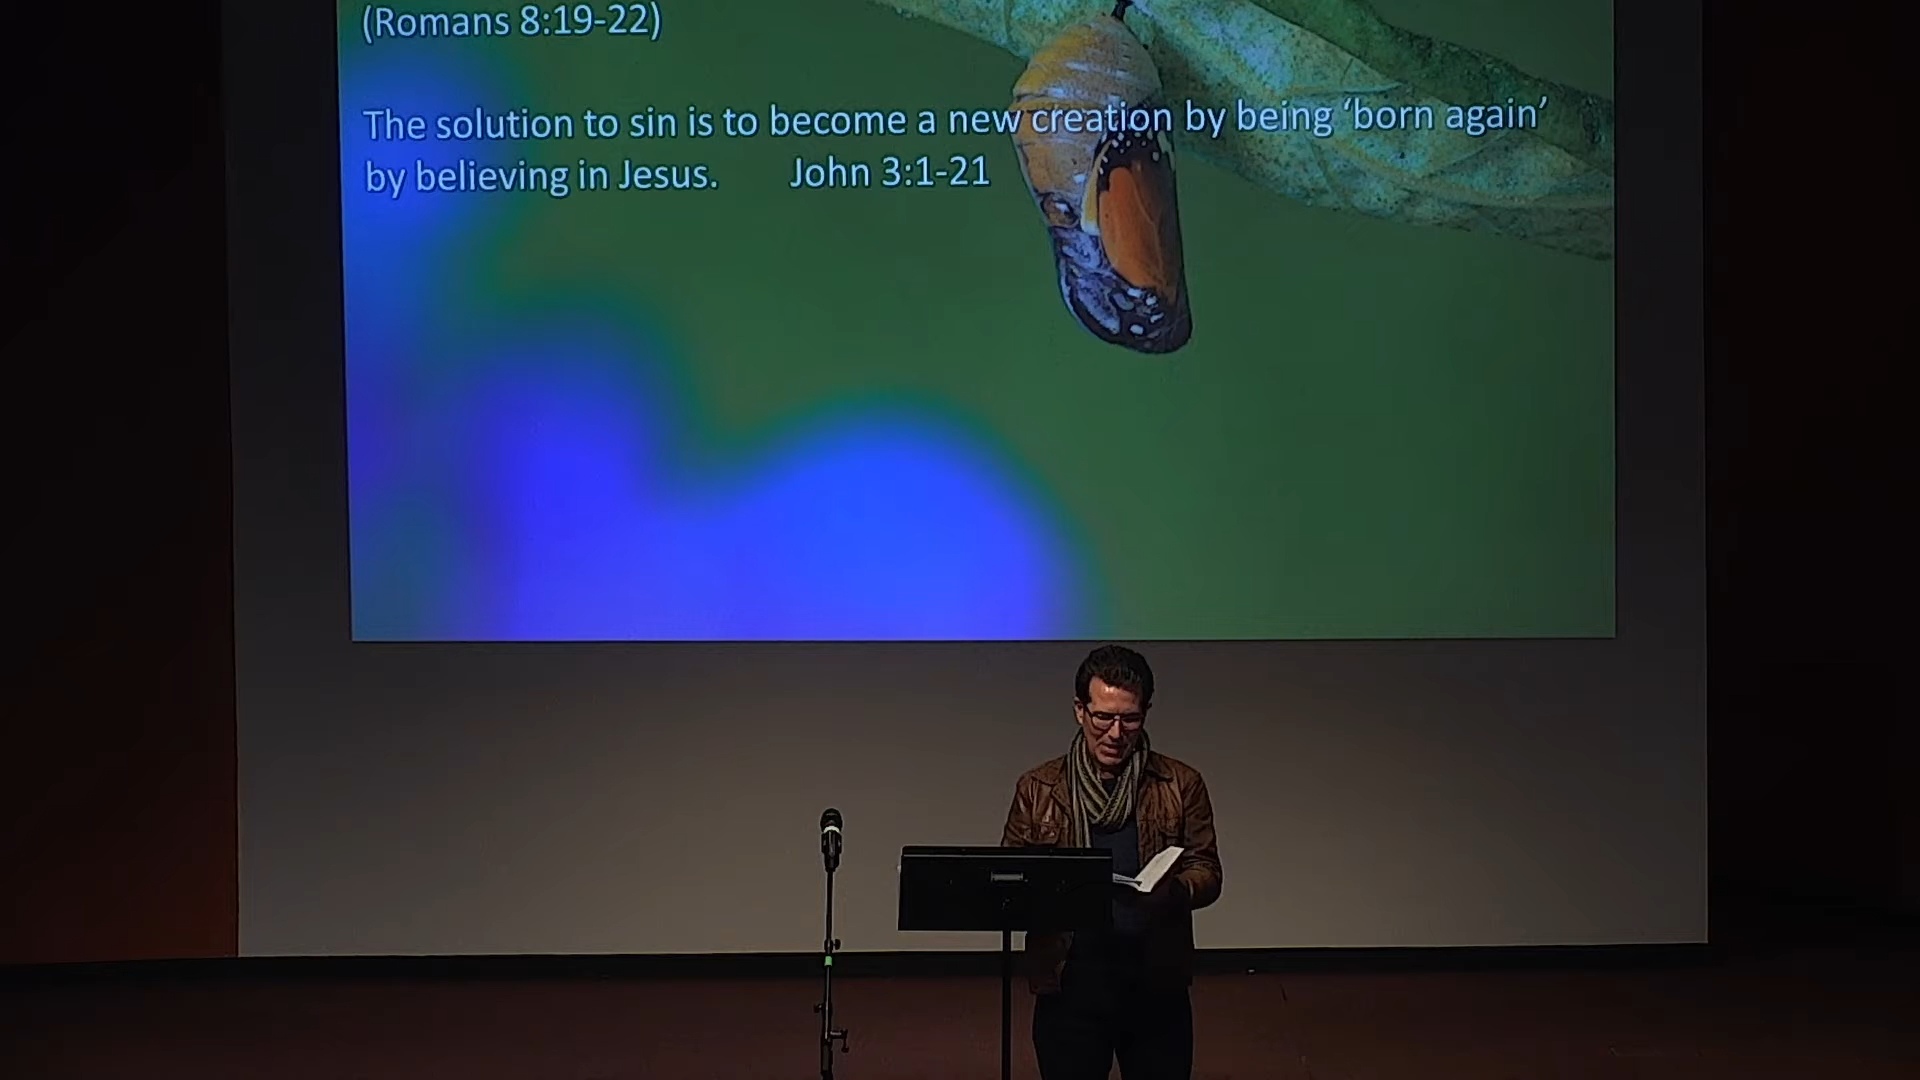 (Romans 8:19-22)
The solution to sin is to become a new creation by being ‘born again’
by believing in Jesus. John 3:1-21